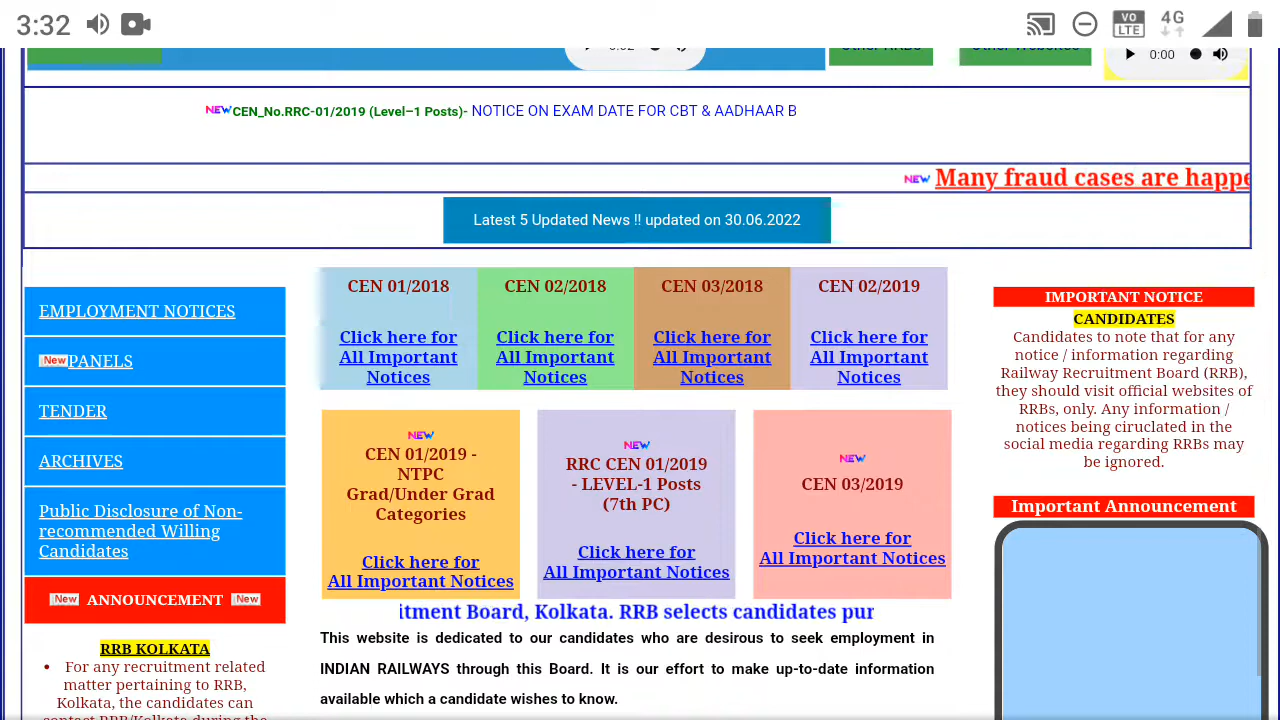 3:32
VO
LTE
4G
0:00
NEW CEN_No.RRC-01/2019 (Level–1 Posts)- NOTICE ON EXAM DATE FOR CBT & AADHAAR B
NEW Many fraud cases are happe
Latest 5 Updated News !! updated on 30.06.2022
EMPLOYMENT NOTICES
New PANELS
TENDER
ARCHIVES
Public Disclosure of Non-
recommended Willing
Candidates
New ANNOUNCEMENT New
RRB KOLKATA
• For any recruitment related
matter pertaining to RRB,
Kolkata, the candidates can
contact RRB/Kolkata during the
CEN 01/2018
Click here for
All Important
Notices
CEN 02/2018
Click here for
All Important
Notices
CEN 03/2018
Click here for
All Important
Notices
CEN 02/2019
Click here for
All Important
Notices
NEW
CEN 01/2019 -
NTPC
Grad/Under Grad
Categories
Click here for
All Important Notices
NEW
RRC CEN 01/2019
- LEVEL-1 Posts
(7th PC)
Click here for
All Important Notices
NEW
CEN 03/2019
Click here for
All Important Notices
itment Board, Kolkata. RRB selects candidates pur
This website is dedicated to our candidates who are desirous to seek employment in
INDIAN RAILWAYS through this Board. It is our effort to make up-to-date information
available which a candidate wishes to know.
IMPORTANT NOTICE
CANDIDATES
Candidates to note that for any
notice / information regarding
Railway Recruitment Board (RRB),
they should visit official websites of
RRBs, only. Any information /
notices being ciruclated in the
social media regarding RRBs may
be ignored.
Important Announcement